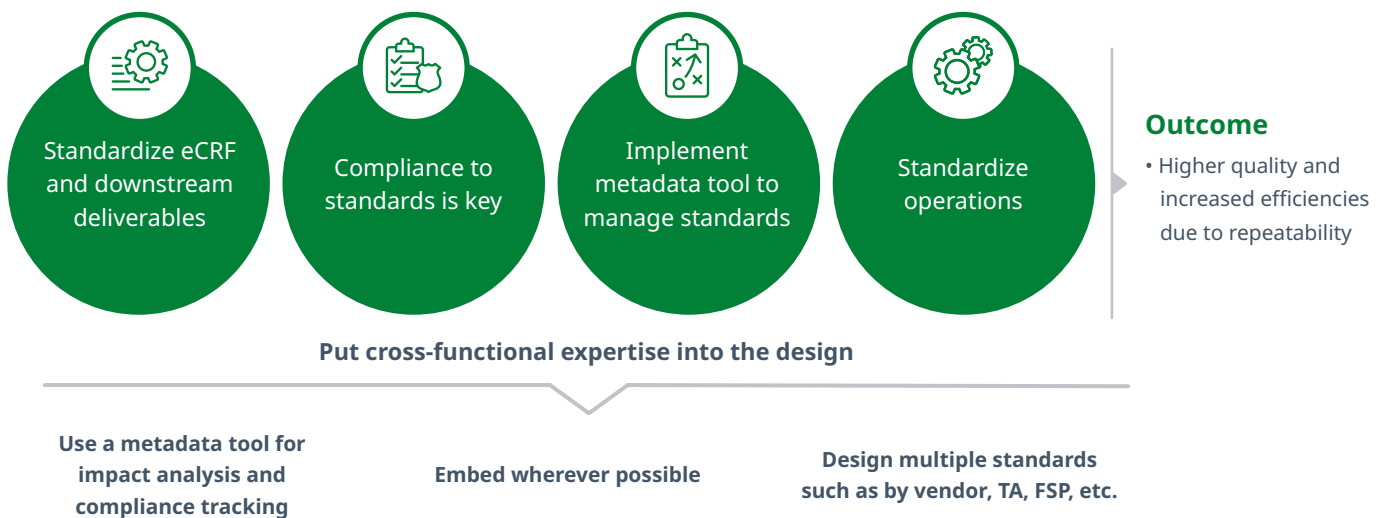 Standardize eCRF
and downstream
deliverables
Compliance to
standards is key
Implement
metadata tool to
manage standards
Standardize
operations
Outcome
• Higher quality and
increased efficiencies
due to repeatability
Put cross-functional expertise into the design
Use a metadata tool for
impact analysis and
compliance tracking
Embed wherever possible
Design multiple standards
such as by vendor, TA, FSP, etc.